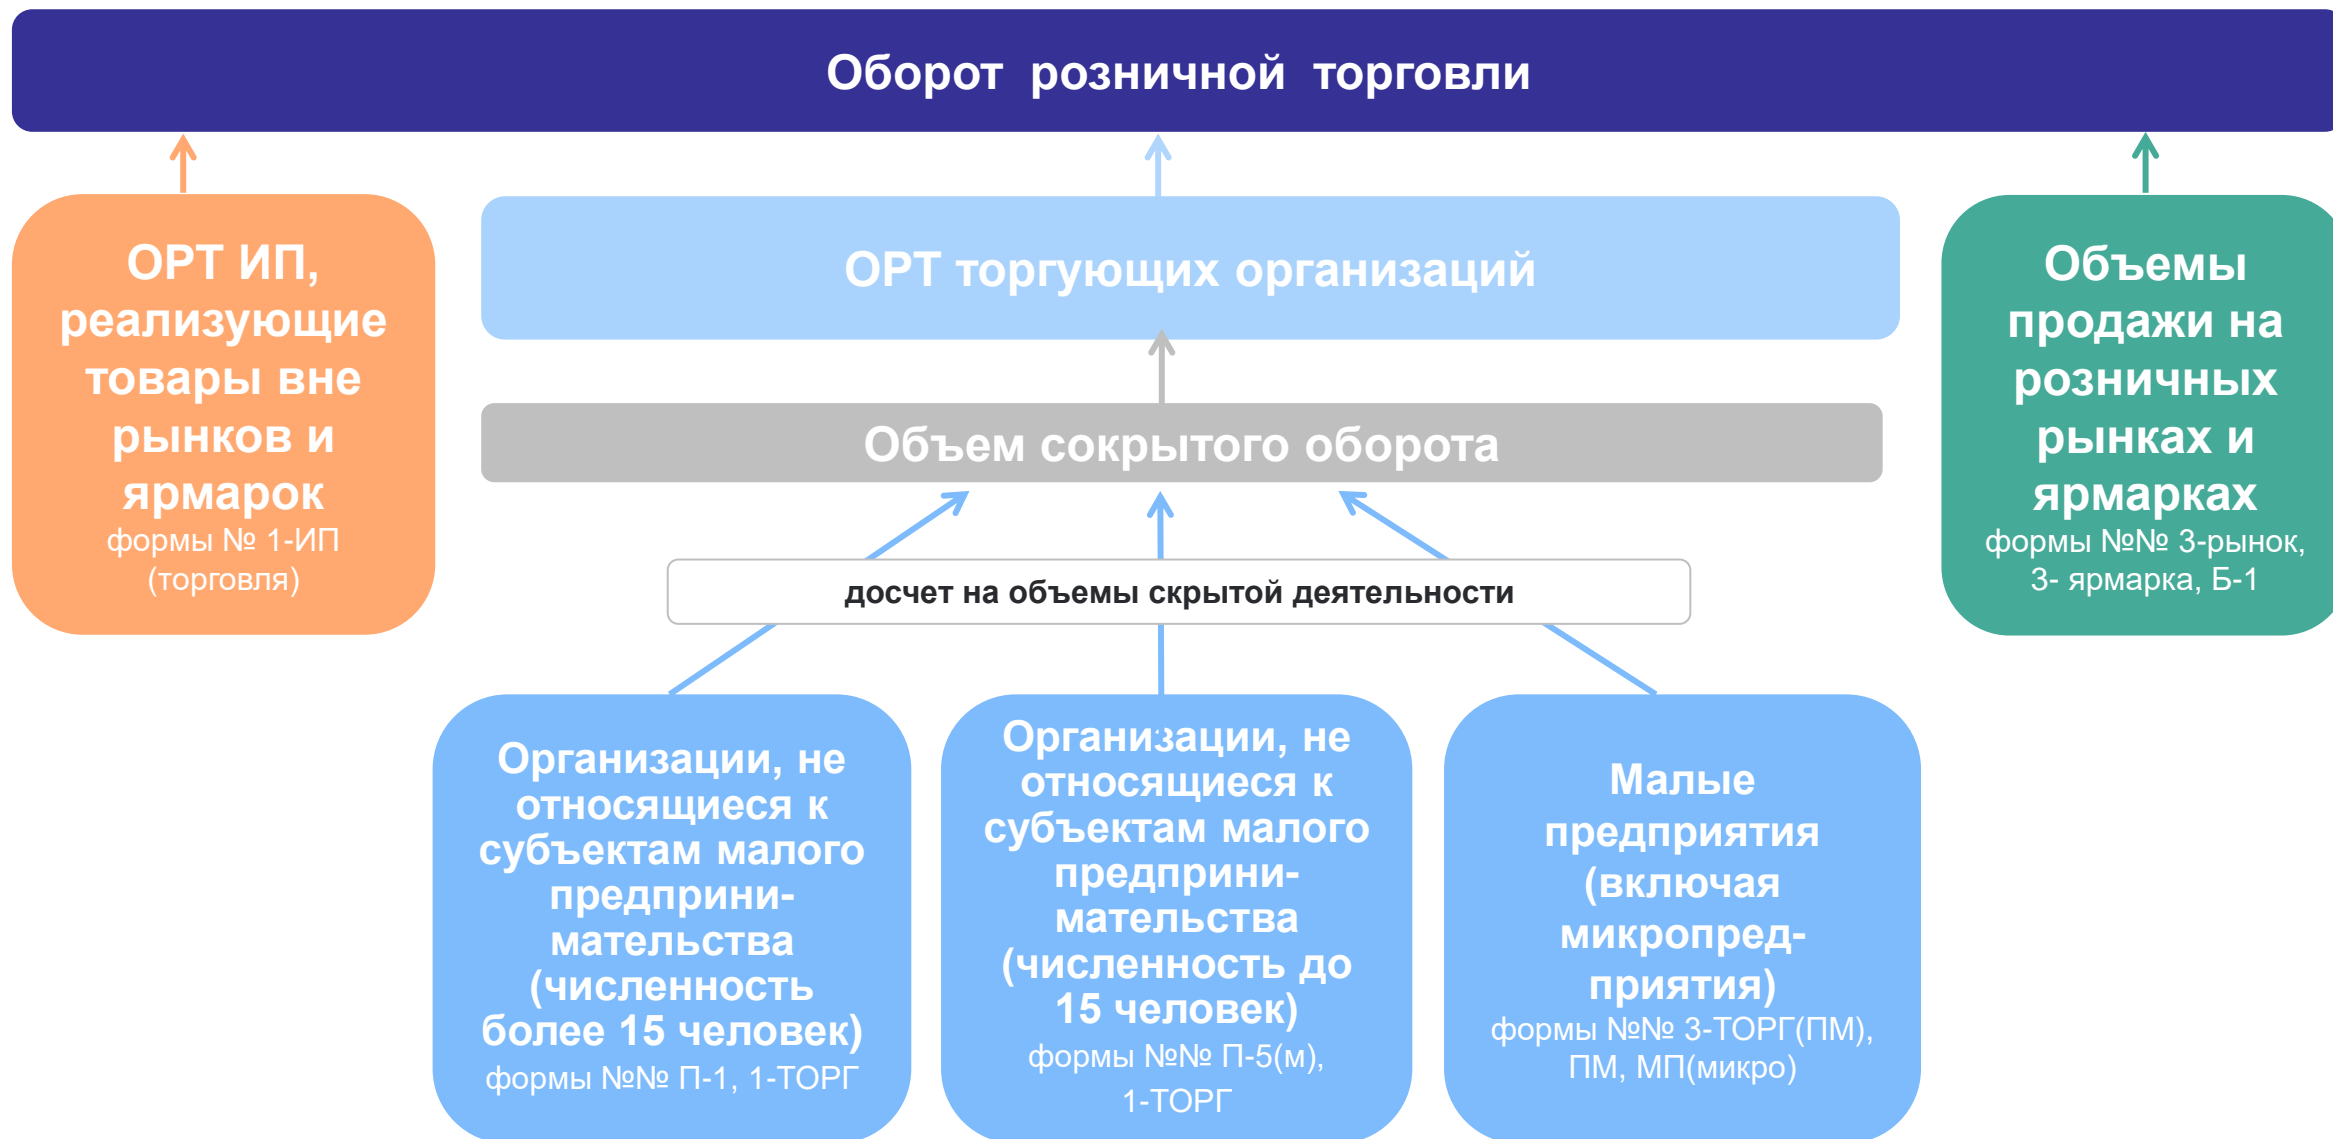 Оборот розничной торговли
ОРТ ИП,
реализующие
товары вне
рынков и
ярмарок
формы № 1-ИП
(торговля)
ОРТ торгующих организаций
Объемы
продажи на
розничных
рынках и
ярмарках
формы №№ 3-рынок,
3- ярмарка, Б-1
Объем сокрытого оборота
досчет на объемы скрытой деятельности
Организации, не
относящиеся к
субъектам малого
предприни-
мательства
(численность
более 15 человек)
формы №№ П-1, 1-ТОРГ
Организации, не
относящиеся к
субъектам малого
предприни-
мательства
(численность до
15 человек)
формы №№ П-5(м),
1-ТОРГ
Малые
предприятия
(включая
микропред-
приятия)
формы №№ 3-ТОРГ(ПМ),
ПМ, МП(микро)